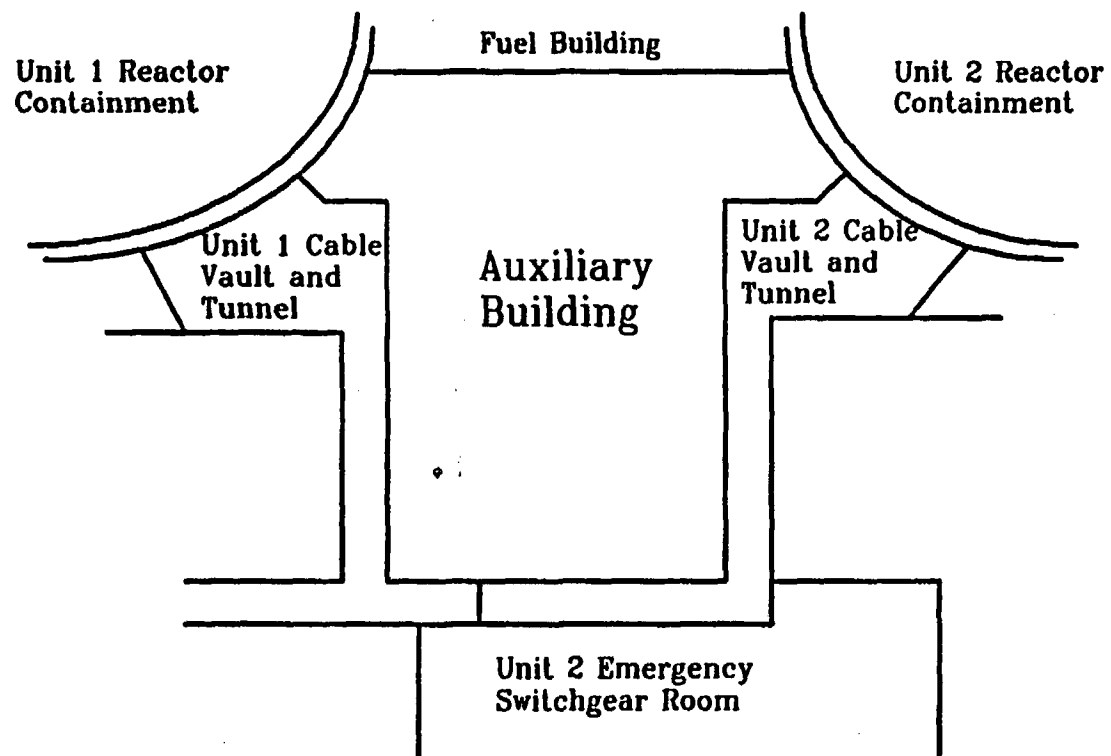 Fuel Building
Unit 1 Reactor
Containment
Unit 2 Reactor
Containment
Unit 1 Cable
Vault and
Tunnel
Auxiliary
Building
Unit 2 Cable
Vault and
Tunnel
Unit 2 Emergency
Switchgear Room